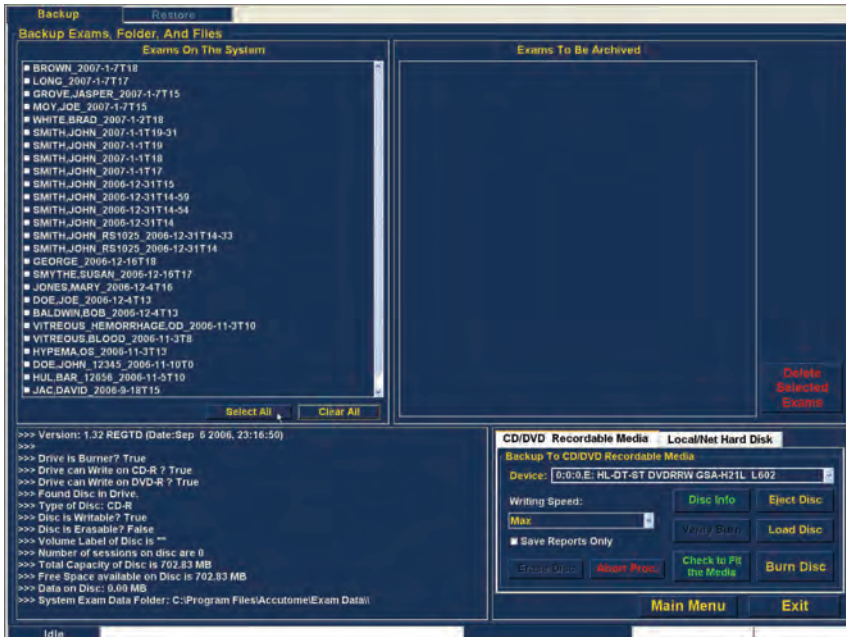 Backup
Restore
Backup Exams, Folder, And Files
Exams On The System
BROWN_2007-1-7T18
LONG_2007-1-7T17
GROVE,JASPER_2007-1-7T15
MOY,JOE_2007-1-7T15
WHITE,BRAD_2007-1-2T18
SMITH,JOHN_2007-1-1T19-31
SMITH,JOHN_2007-1-1T19
SMITH,JOHN_2007-1-1T18
SMITH,JOHN_2007-1-1T17
SMITH,JOHN_2006-12-31T15
SMITH,JOHN_2006-12-31T14-59
SMITH,JOHN_2006-12-31T14-54
SMITH,JOHN_2006-12-31T14
SMITH,JOHN_RS1025_2006-12-31T14-33
SMITH,JOHN_RS1025_2006-12-31T14
GEORGE_2006-12-16T18
SMYTHE,SUSAN_2006-12-16T17
JONES,MARY_2006-12-4T16
DOE,JOE_2006-12-4T13
BALDWIN,BOB_2006-12-4T13
VITREOUS_HEMORRHAGE,OD_2006-11-3T10
VITREOUS,BLOOD_2006-11-3T8
HYPEMA,OS_2006-11-3T13
DOE,JOHN_12345_2006-11-10T0
HUL,BAR_12656_2006-11-5T10
JAC,DAVID_2006-9-18T15
Select All
Clear All
Exams To Be Archived
Delete
Selected
Exams
>>> Version: 1.32 REGTD (Date:Sep 6 2006, 23:16:50)
>>>
>>> Drive is Burner? True
>>> Drive can Write on CD-R ? True
>>> Drive can Write on DVD-R ? True
>>> Found Disc in Drive.
>>> Type of Disc: CD-R
>>> Disc is Writable? True
>>> Disc is Erasable? False
>>> Volume Label of Disc is ""
>>> Number of sessions on disc are 0
>>> Total Capacity of Disc is 702.83 MB
>>> Free Space available on Disc is 702.83 MB
>>> Data on Disc: 0.00 MB
>>> System Exam Data Folder: C:\Program Files\Accutome\Exam Data\\
CD/DVD Recordable Media
Local/Net Hard Disk
Backup To CD/DVD Recordable Media
Device: 0;0;0,E: HL-DT-ST DVDRRW GSA-H21L L602
Writing Speed:
Max
Save Reports Only
Disc Info
Eject Disc
Verify Burn
Load Disc
Erase Disc
Abort Proc.
Check to Fit
the Media
Burn Disc
Main Menu
Exit
Idle